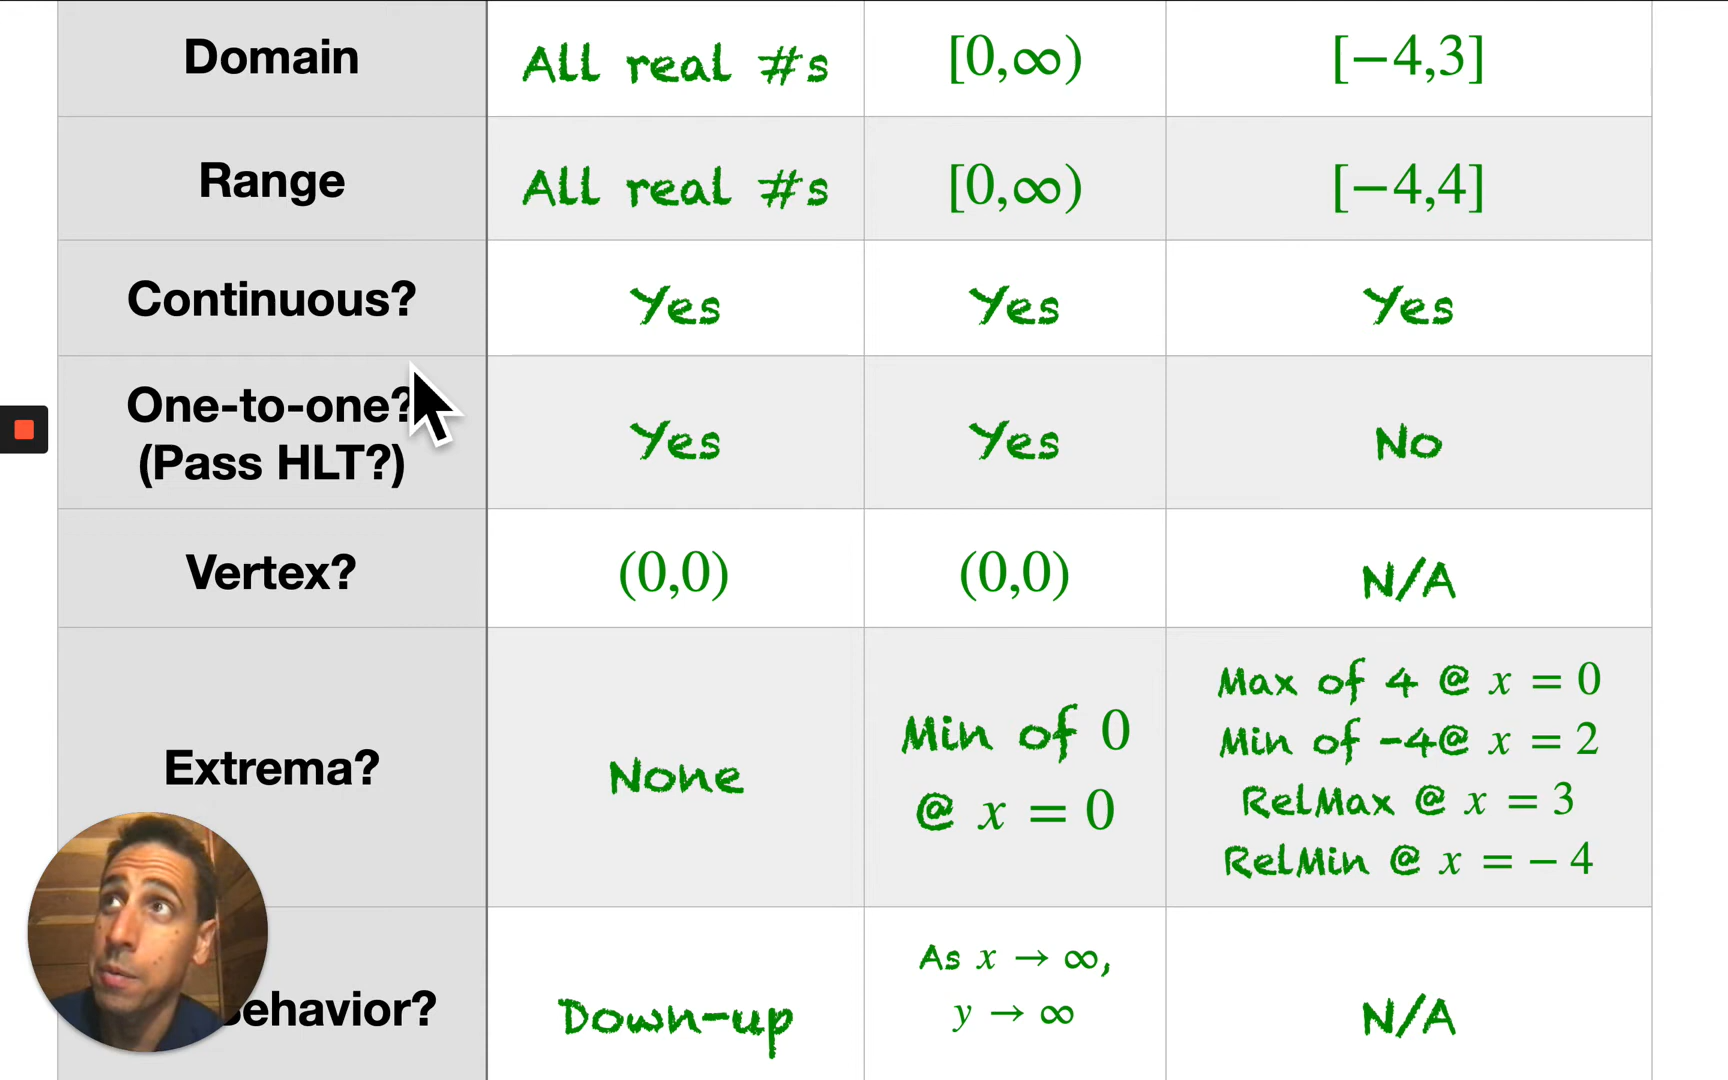 Domain All real #s [0,∞) [−4,3]
Range All real #s [0,∞) [−4,4]
Continuous? Yes Yes Yes
One-to-one?
(Pass HLT?) Yes Yes No
Vertex? (0,0) (0,0) N/A
Extrema? None
Min of 0
@ x = 0
Max of 4 @ x = 0
Min of -4@ x = 2
RelMax @ x = 3
RelMin @ x = − 4
ehavior? Down-up
As x → ∞,
y → ∞
N/A